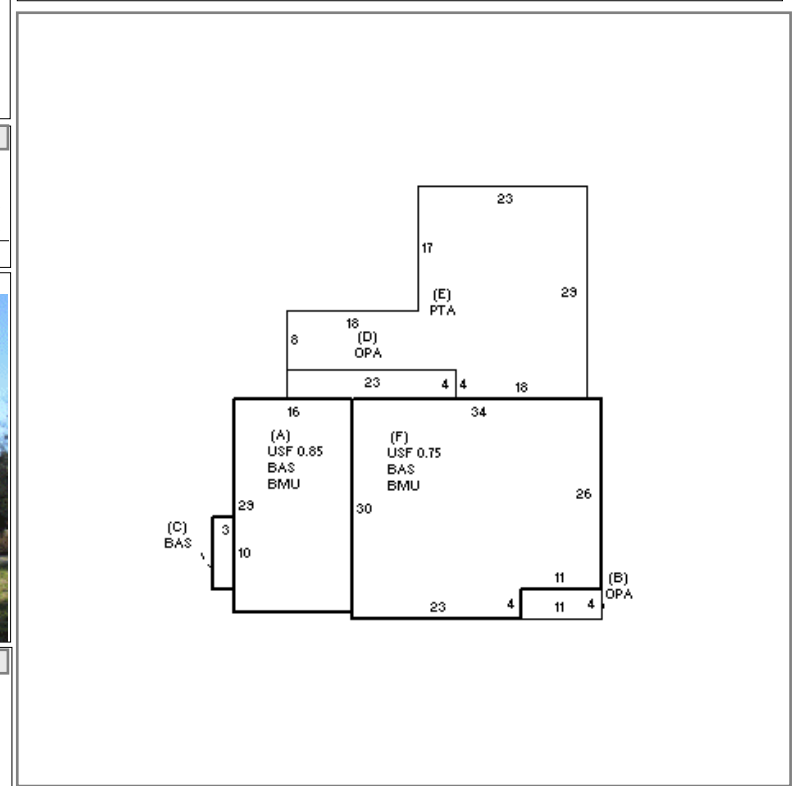 23
17
(E)
PTA
29
18
(D)
OPA
8
23
4
4
18
16
34
(A)
USF 0.85
BAS
BMU
(F)
USF 0.75
BAS
BMU
26
29
30
(C)
BAS
3
10
11
(B)
OPA
23
4
11
4